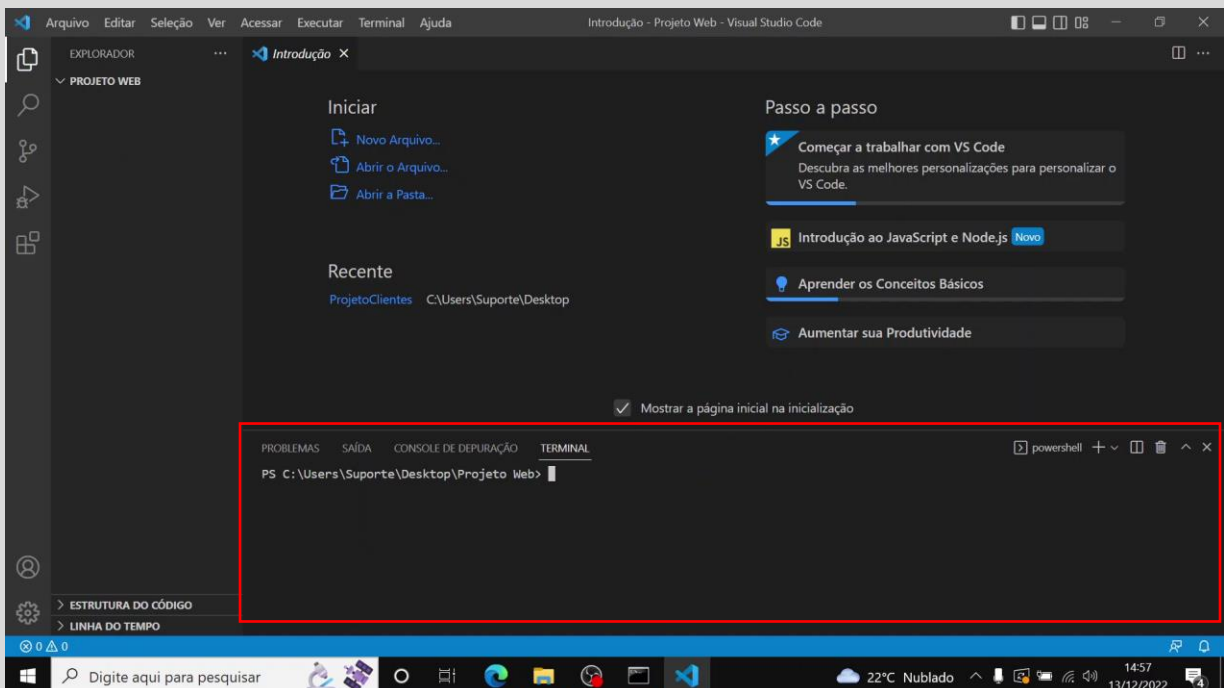 Arquivo Editar Seleção Ver Acessar Executar Terminal Ajuda
Introdução - Projeto Web - Visual Studio Code
EXPLORADOR
Introdução
PROJETO WEB
Iniciar
Novo Arquivo...
Abrir o Arquivo...
Abrir a Pasta...
Recente
ProjetoClientes C:\Users\Suporte\Desktop
Passo a passo
Começar a trabalhar com VS Code
Descubra as melhores personalizações para personalizar o
VS Code.
JS Introdução ao JavaScript e Node.js Novo
Aprender os Conceitos Básicos
Aumentar sua Produtividade
Mostrar a página inicial na inicialização
PROBLEMAS SAÍDA CONSOLE DE DEPURAÇÃO TERMINAL
powershell
PS C:\Users\Suporte\Desktop\Projeto Web>
ESTRUTURA DO CÓDIGO
LINHA DO TEMPO
0 0
Digite aqui para pesquisar
22°C Nublado
14:57
13/12/2022
4